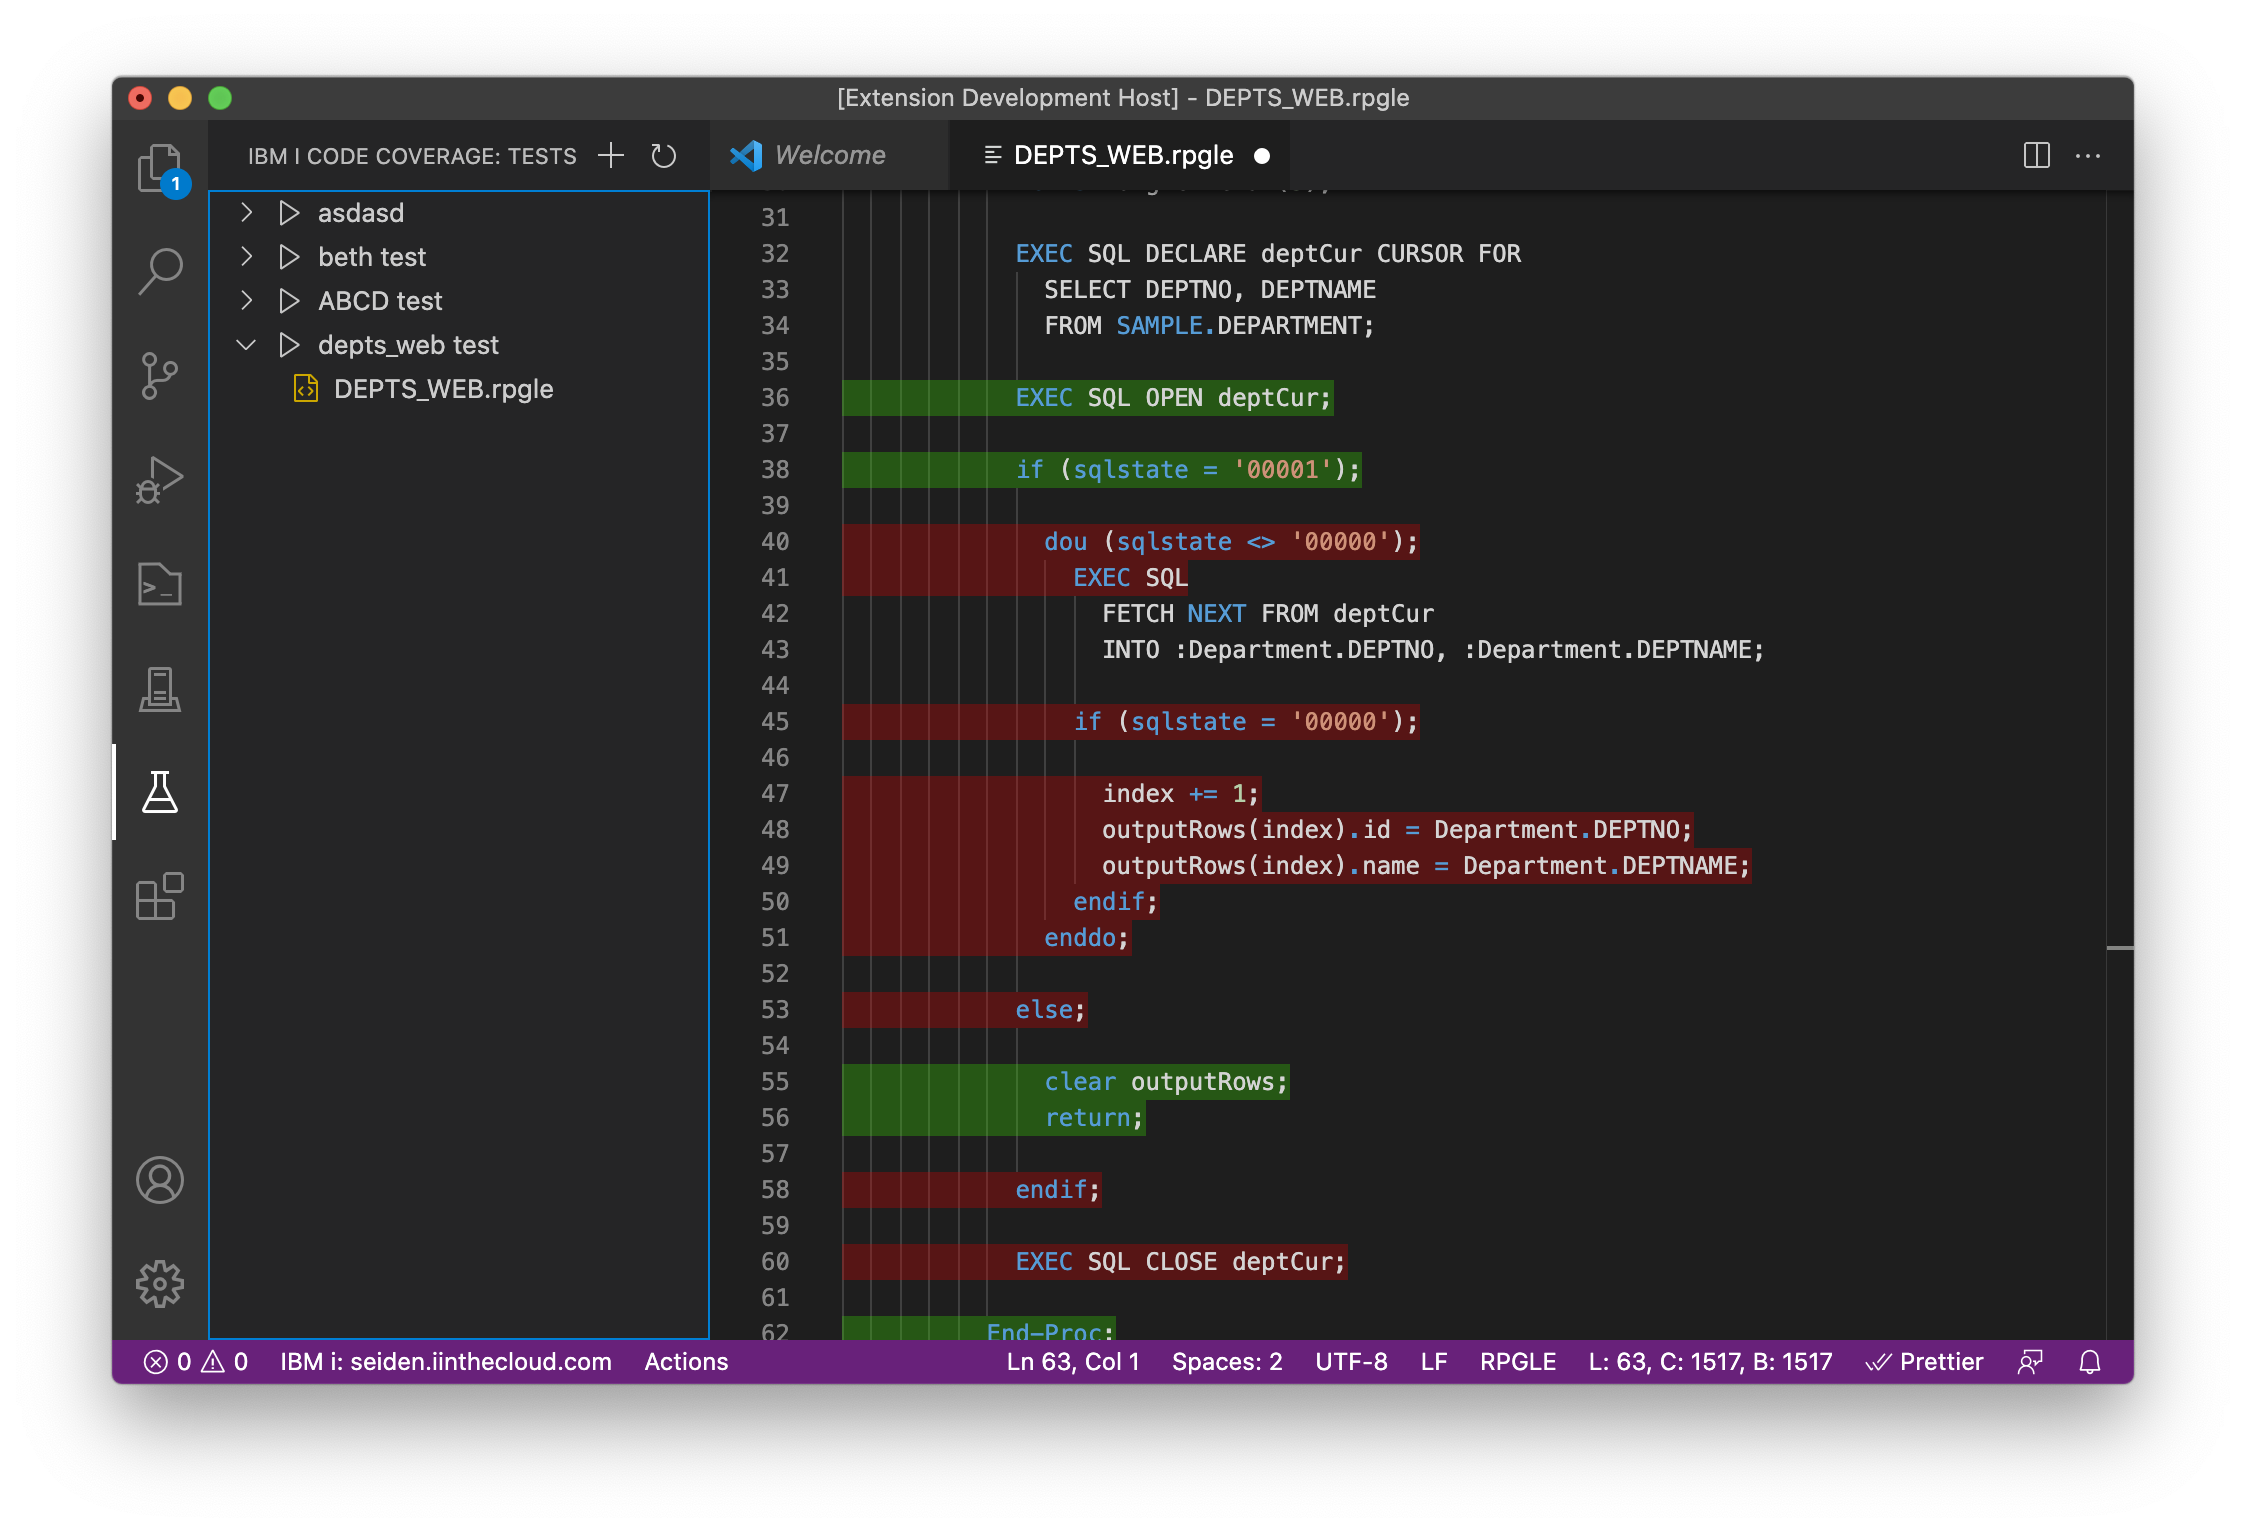 [Extension Development Host] - DEPTS_WEB.rpgle
IBM I CODE COVERAGE: TESTS
Welcome
DEPTS_WEB.rpgle
1
asdasd
beth test
ABCD test
depts_web test
DEPTS_WEB.rpgle
31
32 EXEC SQL DECLARE deptCur CURSOR FOR
33 SELECT DEPTNO, DEPTNAME
34 FROM SAMPLE.DEPARTMENT;
35
36 EXEC SQL OPEN deptCur;
37
38 if (sqlstate = '00001');
39
40 dou (sqlstate <> '00000');
41 EXEC SQL
42 FETCH NEXT FROM deptCur
43 INTO :Department.DEPTNO, :Department.DEPTNAME;
44
45 if (sqlstate = '00000');
46
47 index += 1;
48 outputRows(index).id = Department.DEPTNO;
49 outputRows(index).name = Department.DEPTNAME;
50 endif;
51 enddo;
52
53 else;
54
55 clear outputRows;
56 return;
57
58 endif;
59
60 EXEC SQL CLOSE deptCur;
61
62 End-Proc;
0 0 IBM i: seiden.iinthecloud.com Actions Ln 63, Col 1 Spaces: 2 UTF-8 LF RPGLE L: 63, C: 1517, B: 1517 Prettier